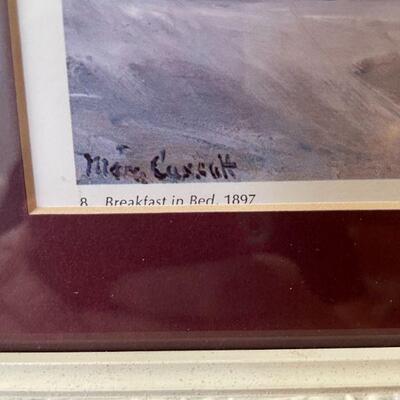 Mary Cassatt
8 Breakfast in Bed, 1897